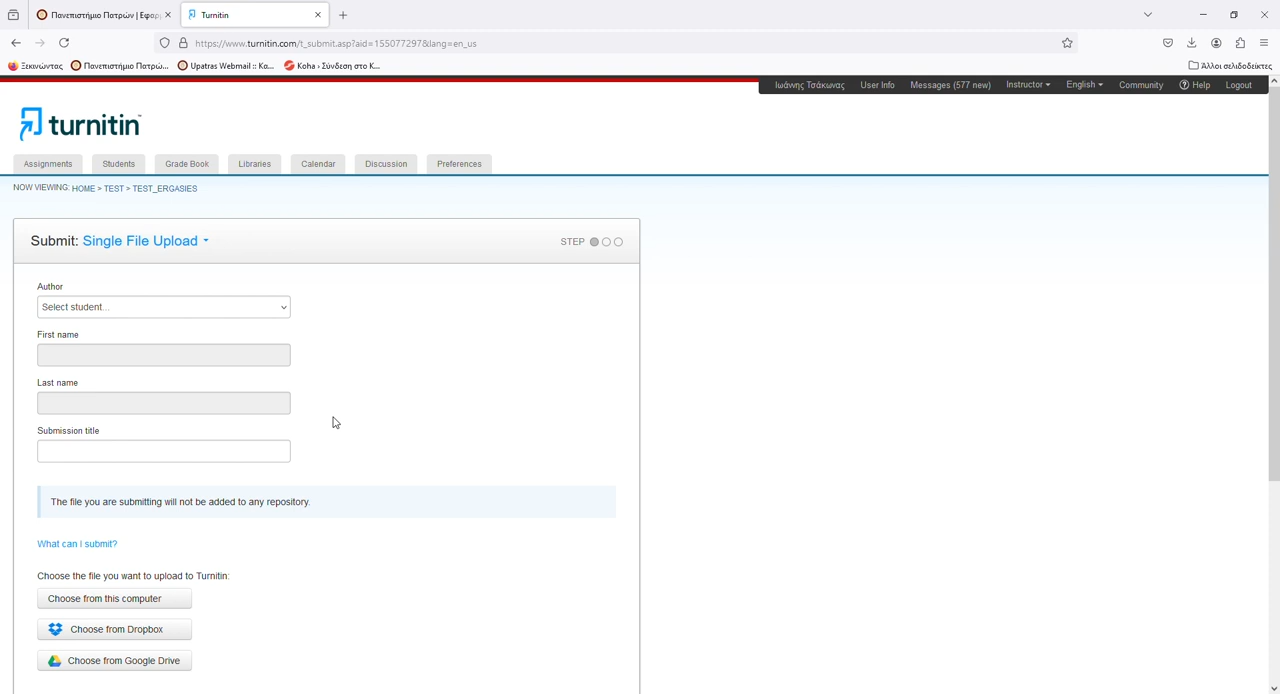 Πανεπιστήμιο Πατρών | Εφαρ
Turnitin
https://www.turnitin.com/t_submit.asp?aid=155077297&lang=en_us
Ξεκινώντας Πανεπιστήμιο Πατρώ... Upatras Webmail :: Κα... Koha › Σύνδεση στο Κ... Άλλοι σελιδοδείκτες
Ιωάννης Τσάκωνας User Info Messages (577 new) Instructor English Community Help Logout
turnitin
Assignments Students Grade Book Libraries Calendar Discussion Preferences
NOW VIEWING: HOME > TEST > TEST_ERGASIES
Submit: Single File Upload STEP
Author
Select student...
First name
Last name
Submission title
The file you are submitting will not be added to any repository.
What can I submit?
Choose the file you want to upload to Turnitin:
Choose from this computer
Choose from Dropbox
Choose from Google Drive